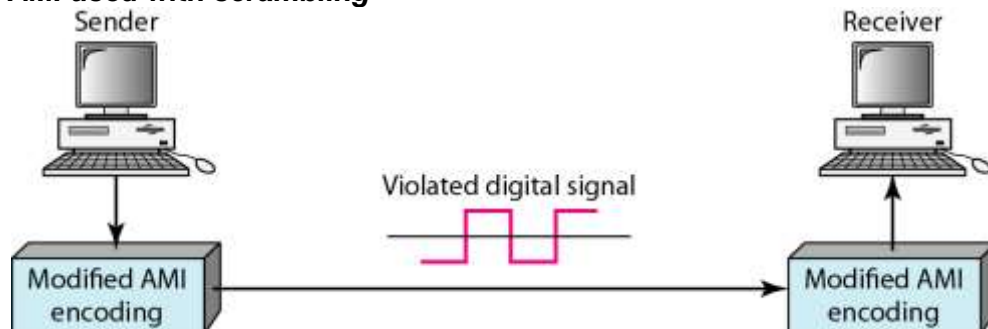 AMI used with scrambling
Sender
Receiver
Violated digital signal
Modified AMI
encoding
Modified AMI
encoding